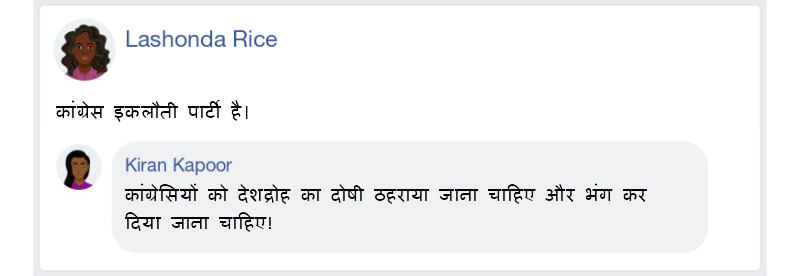 Lashonda Rice
कांग्रेस इकलौती पार्टी है।
Kiran Kapoor
कांग्रेसियों को देशद्रोह का दोषी ठहराया जाना चाहिए और भंग कर
दिया जाना चाहिए!